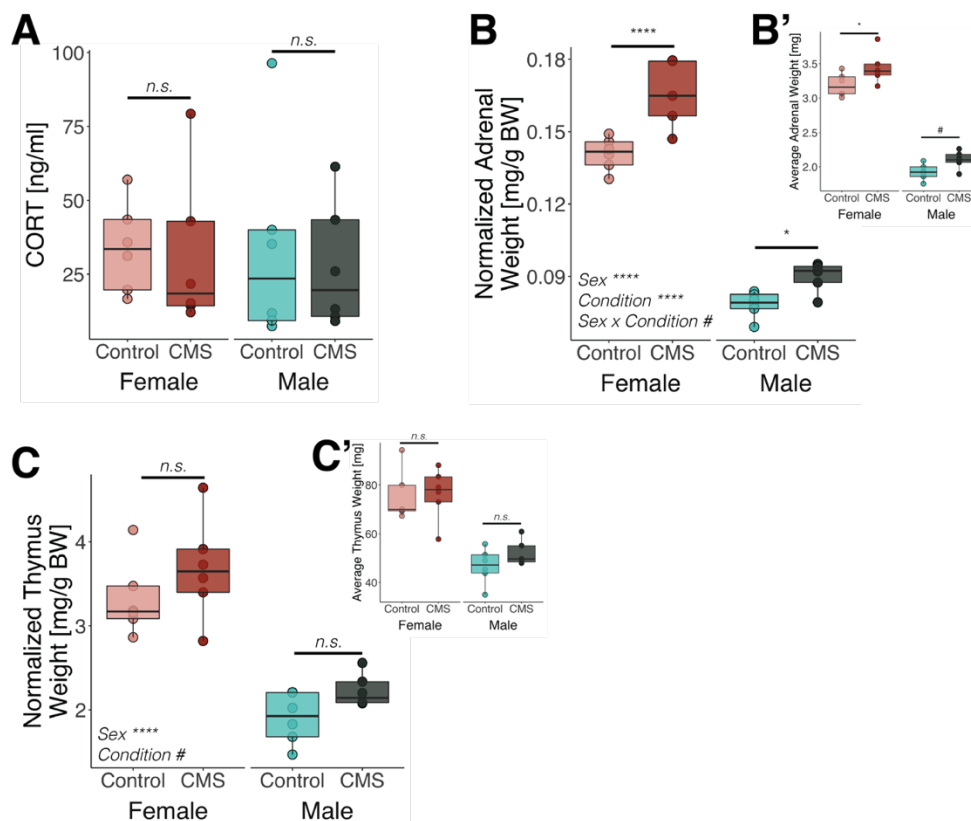 A
CORT [ng/ml]
100
75
50
25
n.s.
n.s.
Control CMS
Female
Control CMS
Male
B
Normalized Adrenal
Weight [mg/g BW]
0.18
0.15
0.12
0.09
****
*
Sex ****
Condition ****
Sex x Condition #
Control CMS
Female
Control CMS
Male
B'
Average Adrenal Weight [mg]
3.5
3.0
2.5
2.0
*
#
Control CMS
Female
Control CMS
Male
C
Normalized Thymus
Weight [mg/g BW]
4
3
2
n.s.
n.s.
Sex ****
Condition #
Control CMS
Female
Control CMS
Male
C'
Average Thymus Weight [mg]
80
60
40
n.s.
n.s.
Control CMS
Female
Control CMS
Male